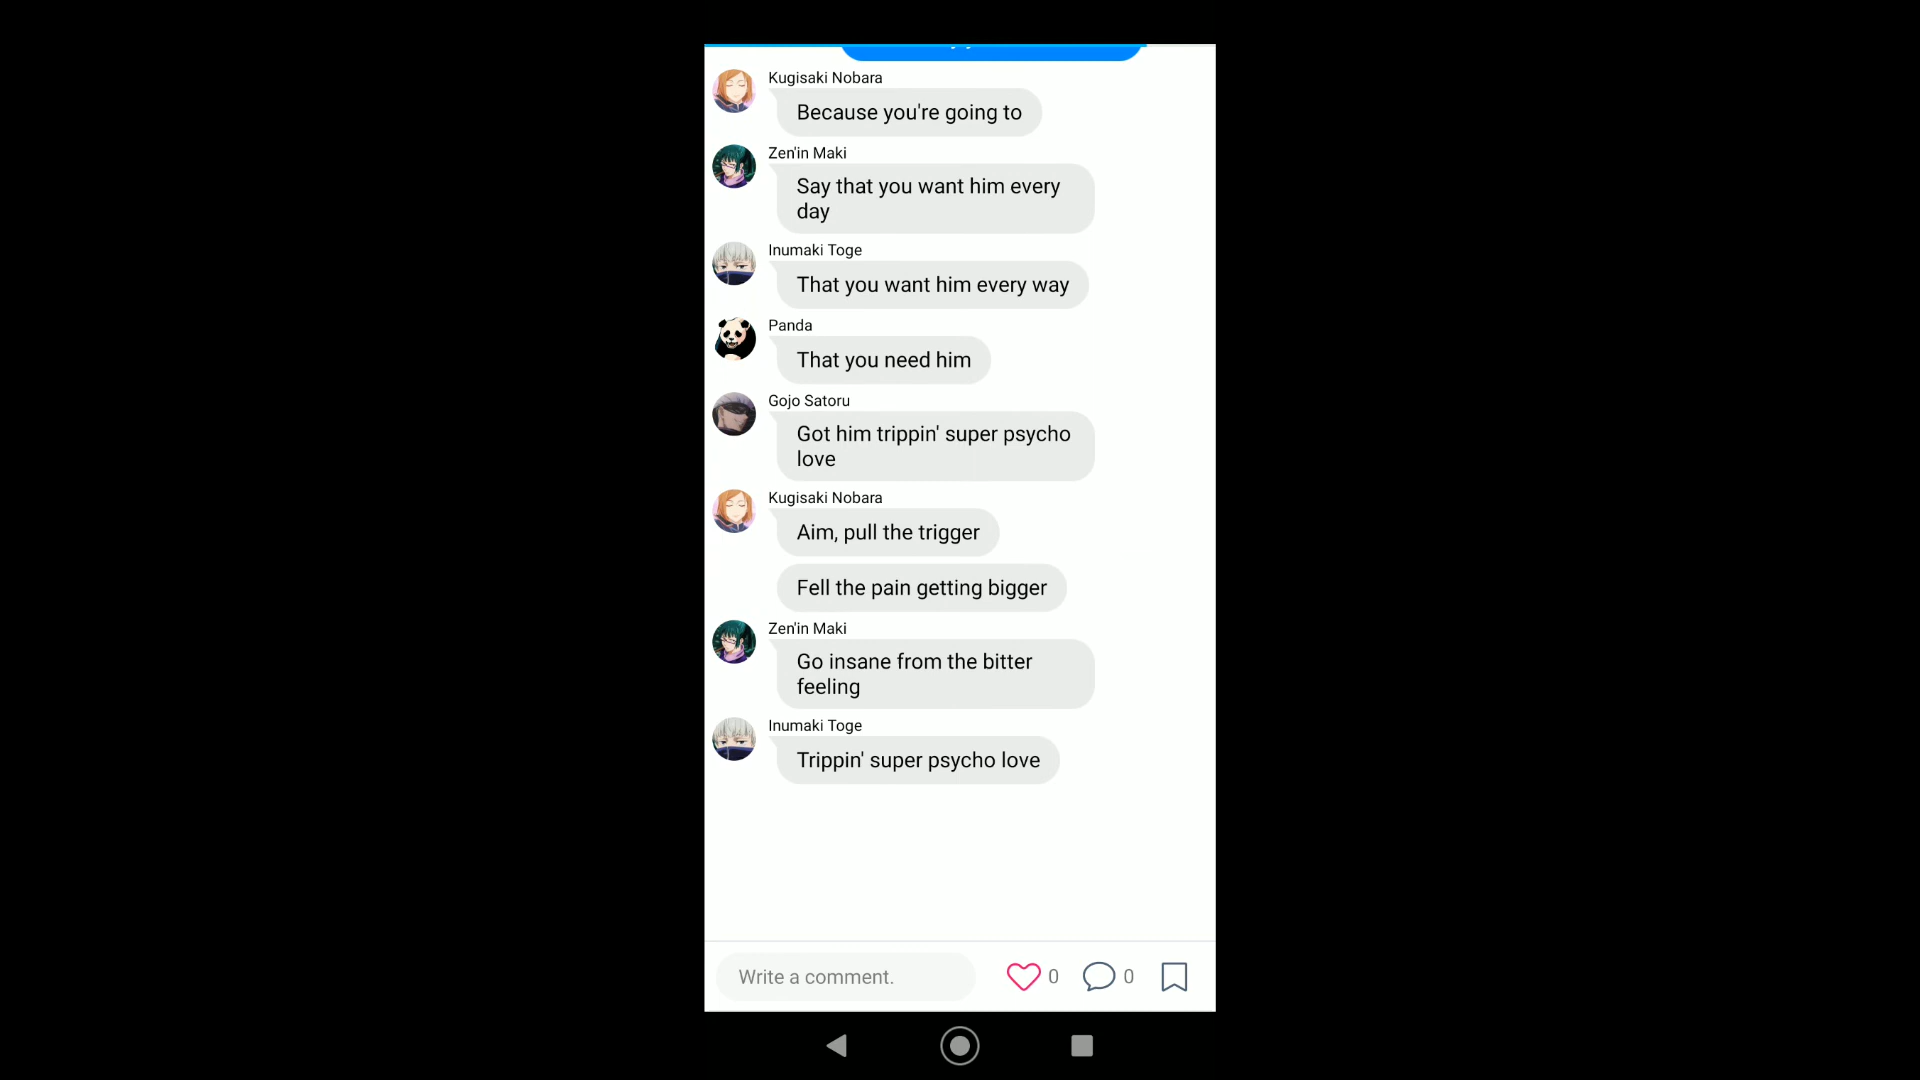 Kugisaki Nobara
Because you're going to
Zen'in Maki
Say that you want him every
day
Inumaki Toge
That you want him every way
Panda
That you need him
Gojo Satoru
Got him trippin' super psycho
love
Kugisaki Nobara
Aim, pull the trigger
Fell the pain getting bigger
Zen'in Maki
Go insane from the bitter
feeling
Inumaki Toge
Trippin' super psycho love
Write a comment.
0
0